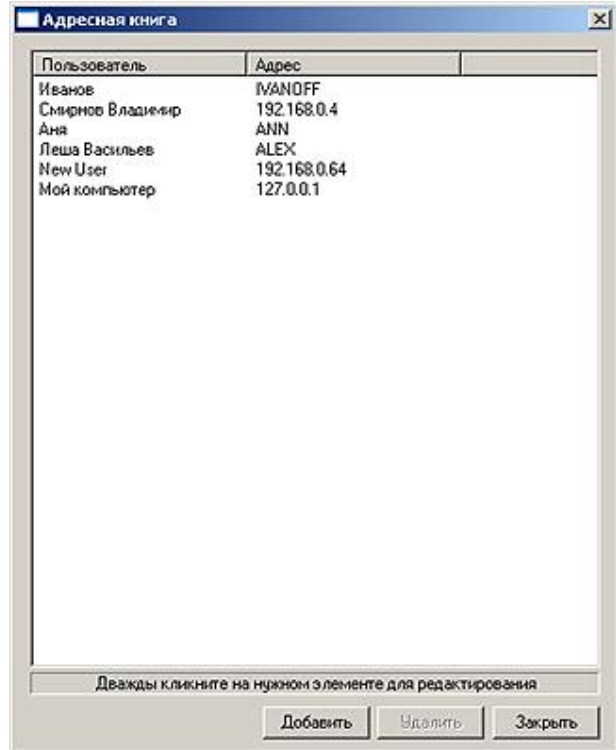 Адресная книга
Пользователь Адрес
Иванов IVANOFF
Смирнов Владимир 192.168.0.4
Аня ANN
Леша Васильев ALEX
New User 192.168.0.64
Мой компьютер 127.0.0.1
Дважды кликните на нужном элементе для редактирования
Добавить Удалить Закрыть